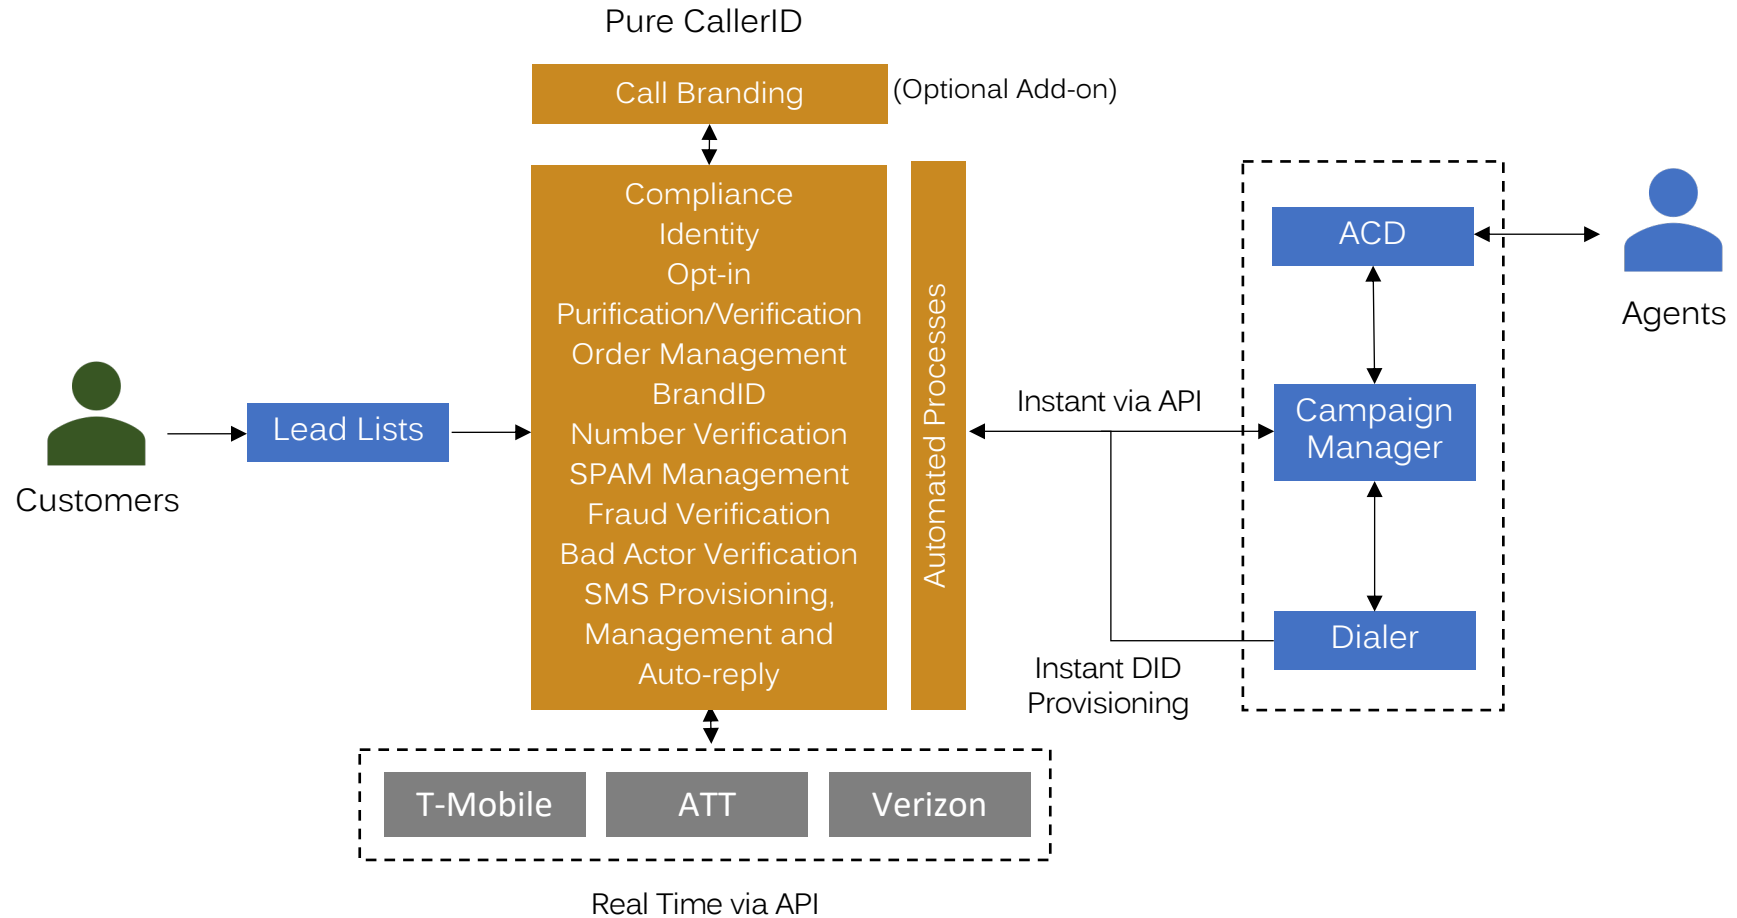 Pure CallerID
Call Branding
(Optional Add-on)
Compliance
Identity
Opt-in
Purification/Verification
Order Management
BrandID
Number Verification
SPAM Management
Fraud Verification
Bad Actor Verification
SMS Provisioning,
Management and
Auto-reply
Automated Processes
Customers
Lead Lists
Instant via API
Instant DID
Provisioning
ACD
Campaign
Manager
Dialer
Agents
T-Mobile
ATT
Verizon
Real Time via API